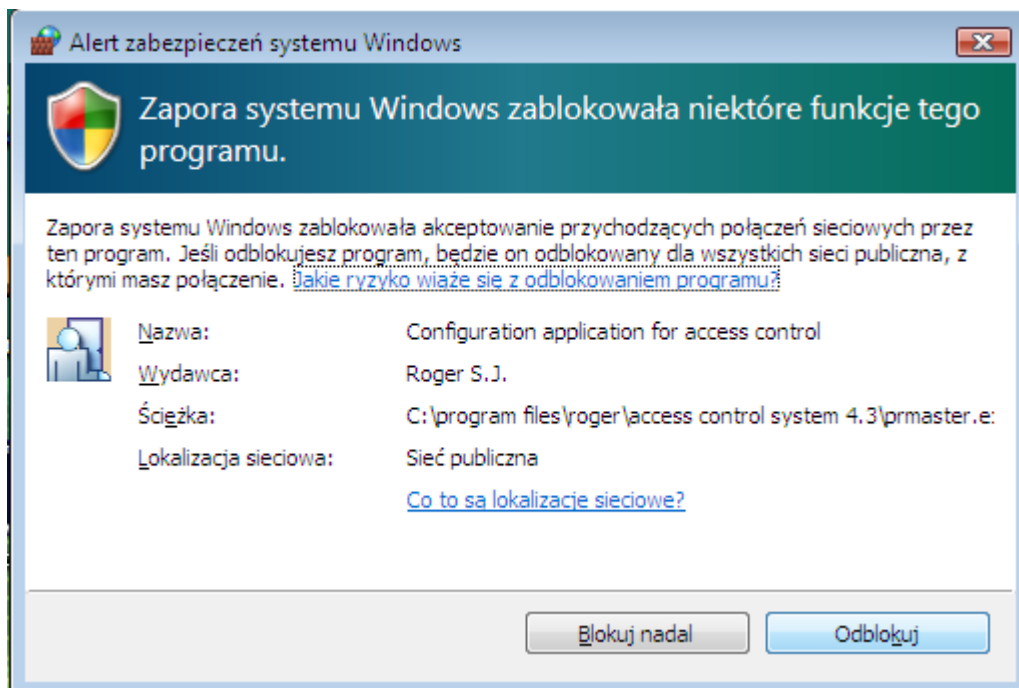 Alert zabezpieczeń systemu Windows
Zapora systemu Windows zablokowała niektóre funkcje tego
programu.
Zapora systemu Windows zablokowała akceptowanie przychodzących połączeń sieciowych przez
ten program. Jeśli odblokujesz program, będzie on odblokowany dla wszystkich sieci publiczna, z
którymi masz połączenie. Jakie ryzyko wiąże się z odblokowaniem programu?
Nazwa: Configuration application for access control
Wydawca: Roger S.J.
Ścieżka: C:\program files\roger\access control system 4.3\prmaster.e
Lokalizacja sieciowa: Sieć publiczna
Co to są lokalizacje sieciowe?
Blokuj nadal Odblokuj